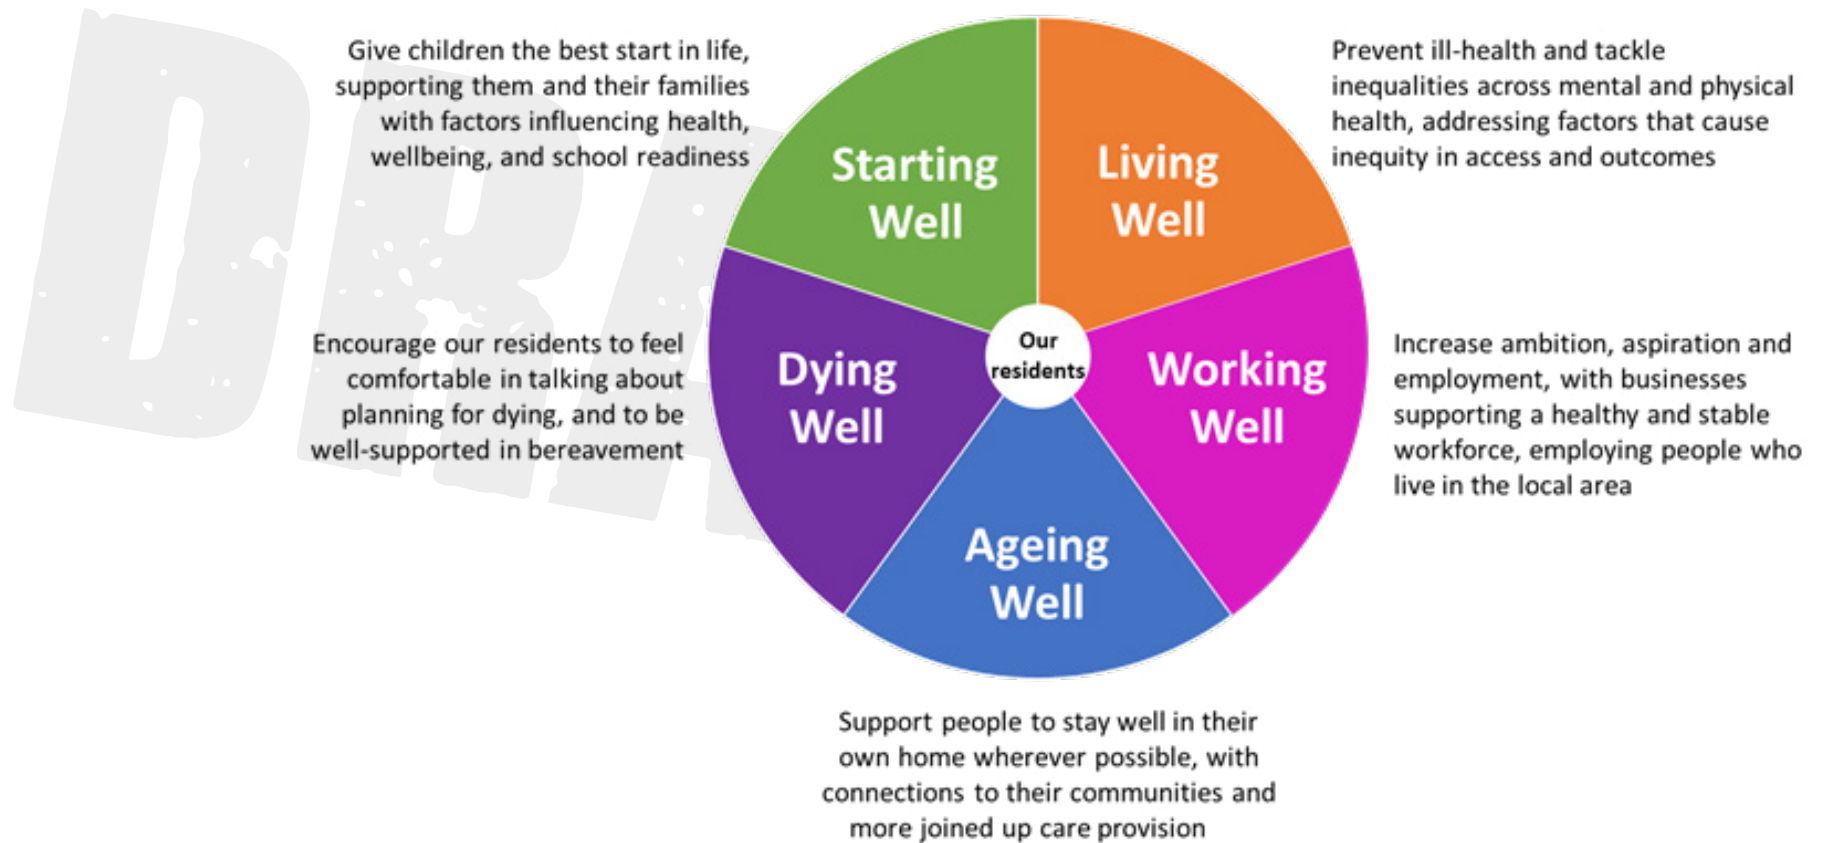 Give children the best start in life,
supporting them and their families
with factors influencing health,
wellbeing, and school readiness
Prevent ill-health and tackle
inequalities across mental and physical
health, addressing factors that cause
inequity in access and outcomes
Starting
Well
Living
Well
Encourage our residents to feel
comfortable in talking about
planning for dying, and to be
well-supported in bereavement
Dying
Well
Our
residents
Working
Well
Increase ambition, aspiration and
employment, with businesses
supporting a healthy and stable
workforce, employing people who
live in the local area
Ageing
Well
Support people to stay well in their
own home wherever possible, with
connections to their communities and
more joined up care provision
DRA